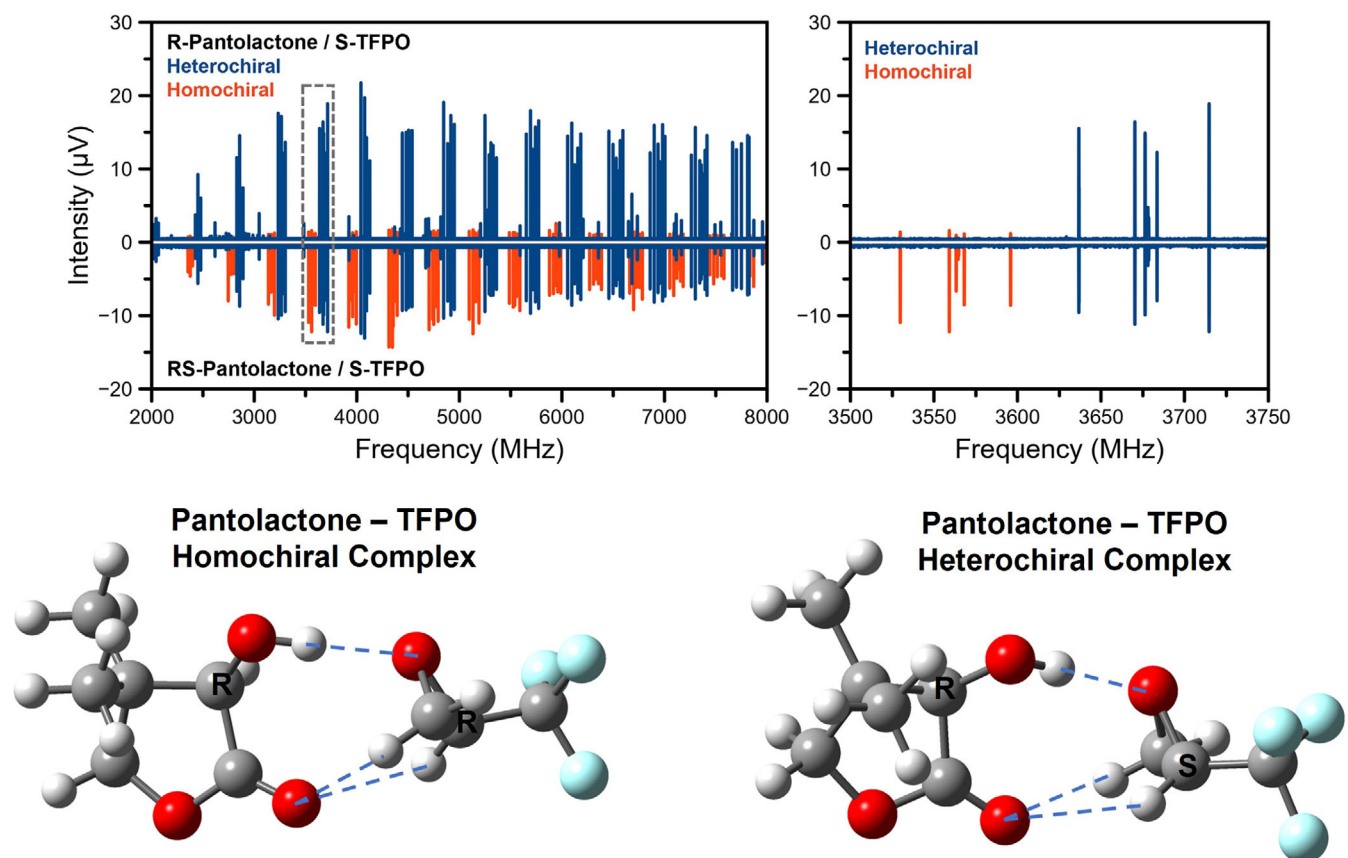 R-Pantolactone / S-TFPO
Heterochiral
Homochiral
RS-Pantolactone / S-TFPO
Intensity (µV)
30
20
10
0
−10
−20
2000
3000
4000
5000
6000
7000
8000
Frequency (MHz)
Heterochiral
Homochiral
30
20
10
0
−10
−20
3500
3550
3600
3650
3700
3750
Frequency (MHz)
Pantolactone – TFPO
Homochiral Complex
R
R
Pantolactone – TFPO
Heterochiral Complex
R
S